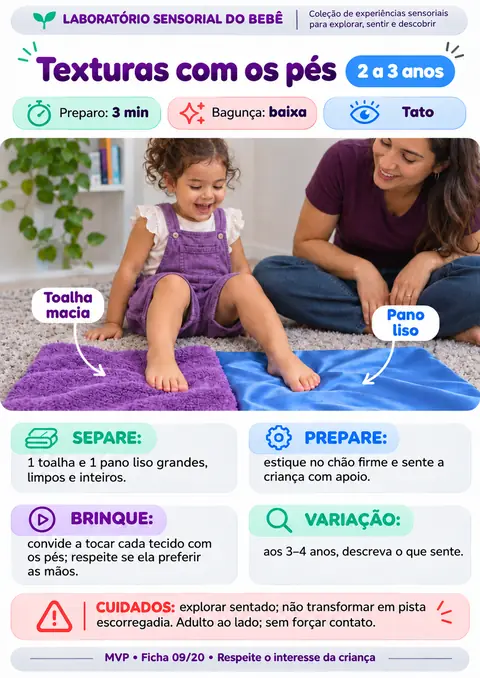 LABORATÓRIO SENSORIAL DO BEBÊ
Coleção de experiências sensoriais
para explorar, sentir e descobrir
Texturas com os pés
2 a 3 anos
Preparo: 3 min
Bagunça: baixa
Tato
Toalha
macia
Pano
liso
SEPARE:
1 toalha e 1 pano liso grandes,
limpos e inteiros.
PREPARE:
estique no chão firme e sente a
criança com apoio.
BRINQUE:
convide a tocar cada tecido com
os pés; respeite se ela preferir
as mãos.
VARIAÇÃO:
aos 3–4 anos, descreva o que sente.
CUIDADOS: explorar sentado; não transformar em pista
escorregadia. Adulto ao lado; sem forçar contato.
MVP • Ficha 09/20 • Respeite o interesse da criança